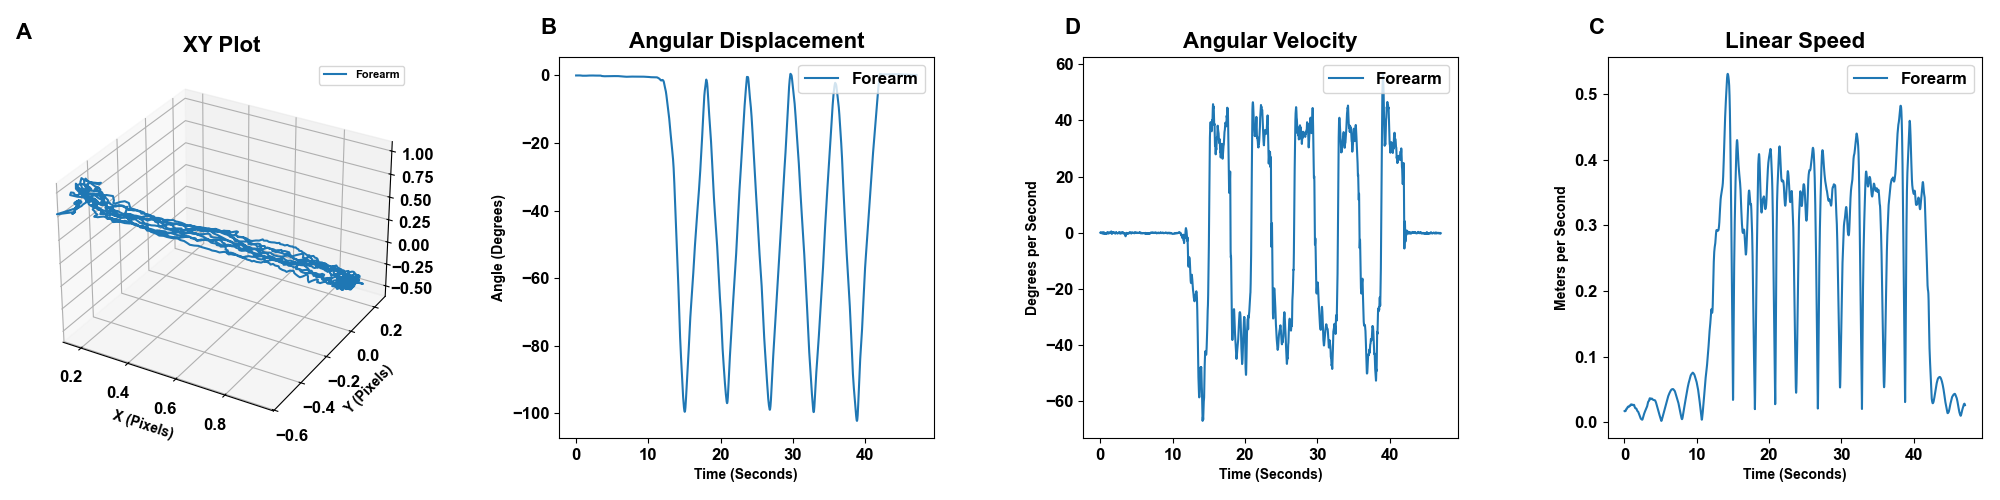 A
XY Plot
Forearm
1.00
0.75
0.50
0.25
0.00
−0.25
−0.50
0.2
0.0
−0.2
−0.4
−0.6
Y (Pixels)
0.2
0.4
0.6
0.8
X (Pixels)
B
Angular Displacement
Forearm
0
−20
−40
−60
−80
−100
Angle (Degrees)
0 10 20 30 40
Time (Seconds)
D
Angular Velocity
Forearm
60
40
20
0
−20
−40
−60
Degrees per Second
0 10 20 30 40
Time (Seconds)
C
Linear Speed
Forearm
0.5
0.4
0.3
0.2
0.1
0.0
Meters per Second
0 10 20 30 40
Time (Seconds)